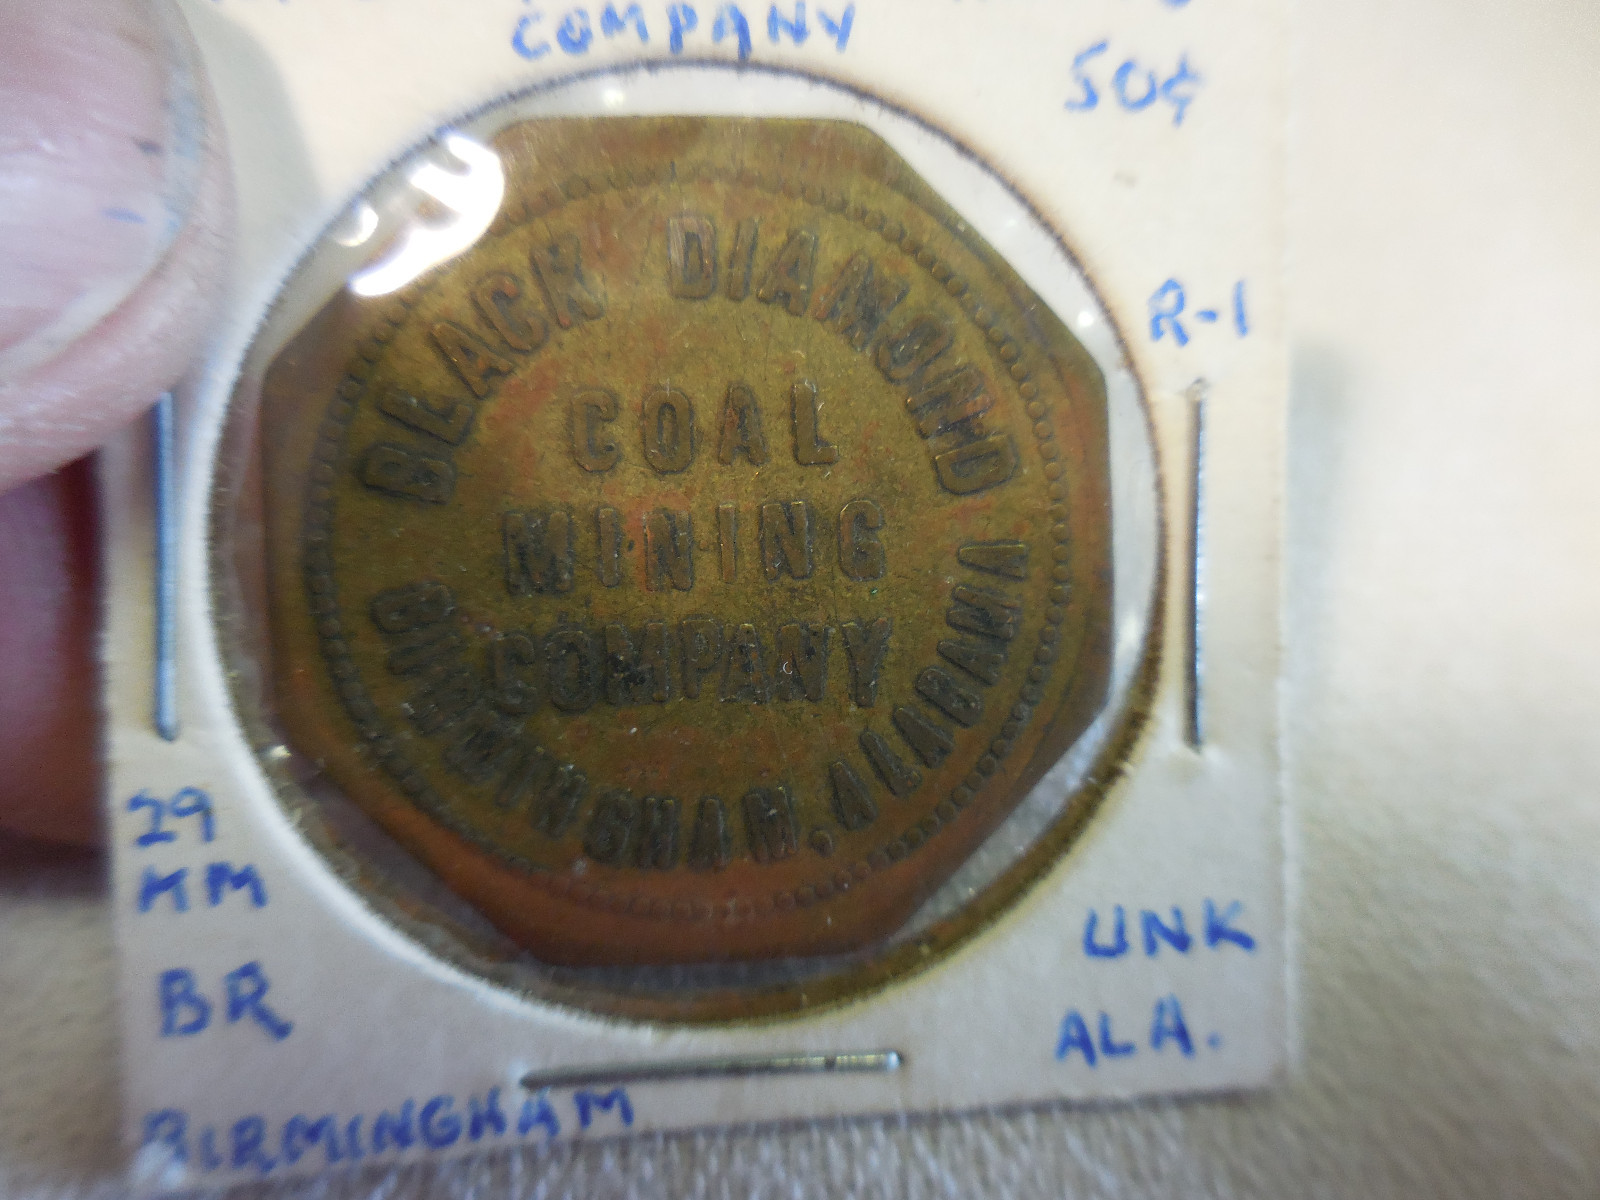 COMPANY
50¢
R-1
BLACK DIAMOND
COAL
MINING
COMPANY
BIRMINGHAM, ALABAMA
29
MM
BR
UNK
ALA.
BIRMINGHAM